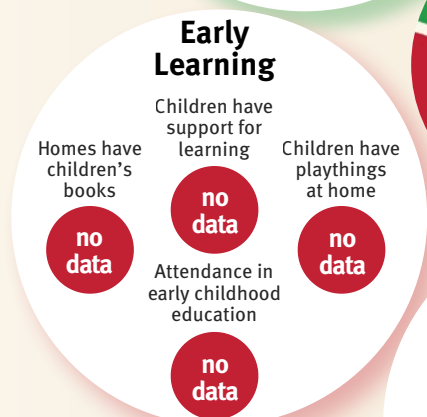 Early
Learning
Children have
support for
learning
no
data
Homes have
children's
books
no
data
Children have
playthings
at home
no
data
Attendance in
early childhood
education
no
data